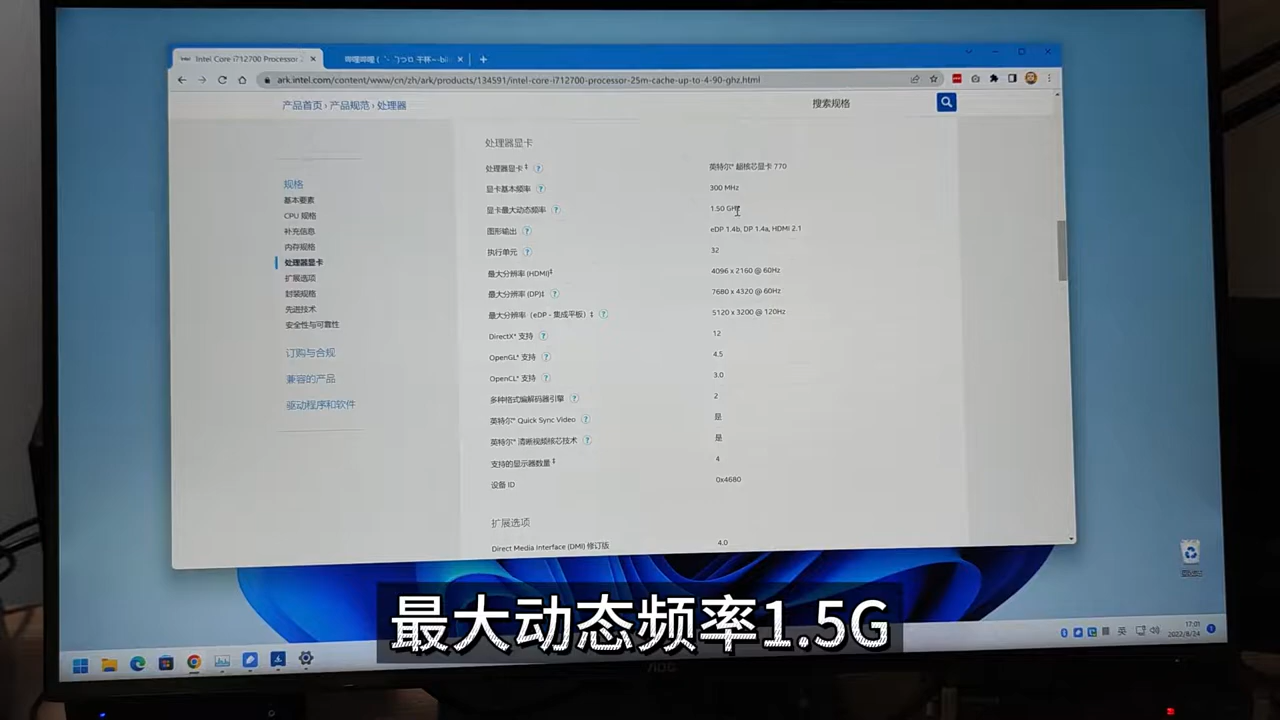 Intel Core i712700 Processor
ark.intel.com/content/www/cn/zh/ark/products/134591/intel-core-i712700-processor-25m-cache-up-to-4-90-ghz.html
产品首页 › 产品规范 › 处理器
搜索规格
规格
基本要素
CPU 规格
补充信息
内存规格
处理器显卡
扩展选项
封装规格
先进技术
安全性与可靠性
订购与合规
兼容的产品
驱动程序和软件
处理器显卡
处理器显卡‡ ? 英特尔® 超核芯显卡 770
显卡基本频率 ? 300 MHz
显卡最大动态频率 ? 1.50 GHz
图形输出 ? eDP 1.4b, DP 1.4a, HDMI 2.1
执行单元 ? 32
最大分辨率 (HDMI)‡ 4096 x 2160 @ 60Hz
最大分辨率 (DP)‡ ? 7680 x 4320 @ 60Hz
最大分辨率（eDP - 集成平板）‡ ? 5120 x 3200 @ 120Hz
DirectX* 支持 ? 12
OpenGL* 支持 ? 4.5
OpenCL* 支持 ? 3.0
多种格式编解码器引擎 ? 2
英特尔® Quick Sync Video ? 是
英特尔® 清晰视频核芯技术 ? 是
支持的显示器数量‡ 4
设备 ID 0x4680
扩展选项
Direct Media Interface (DMI) 修订版 4.0
最大动态频率1.5G
英
17:01
2022/8/24
AOC